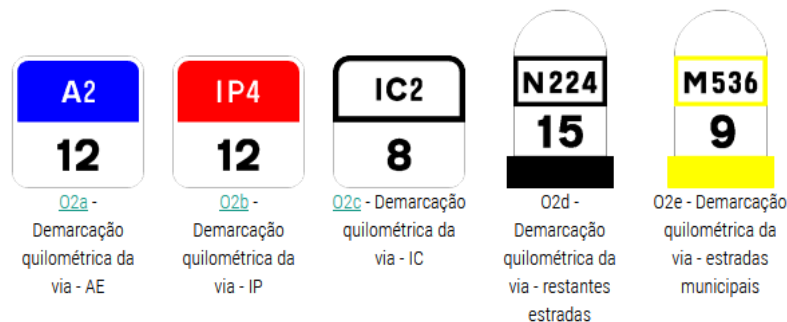 A2
12
O2a -
Demarcação
quilométrica da
via - AE
IP4
12
O2b -
Demarcação
quilométrica da
via - IP
IC2
8
O2c - Demarcação
quilométrica da
via - IC
N224
15
O2d -
Demarcação
quilométrica da
via - restantes
estradas
M536
9
O2e - Demarcação
quilométrica da
via - estradas
municipais